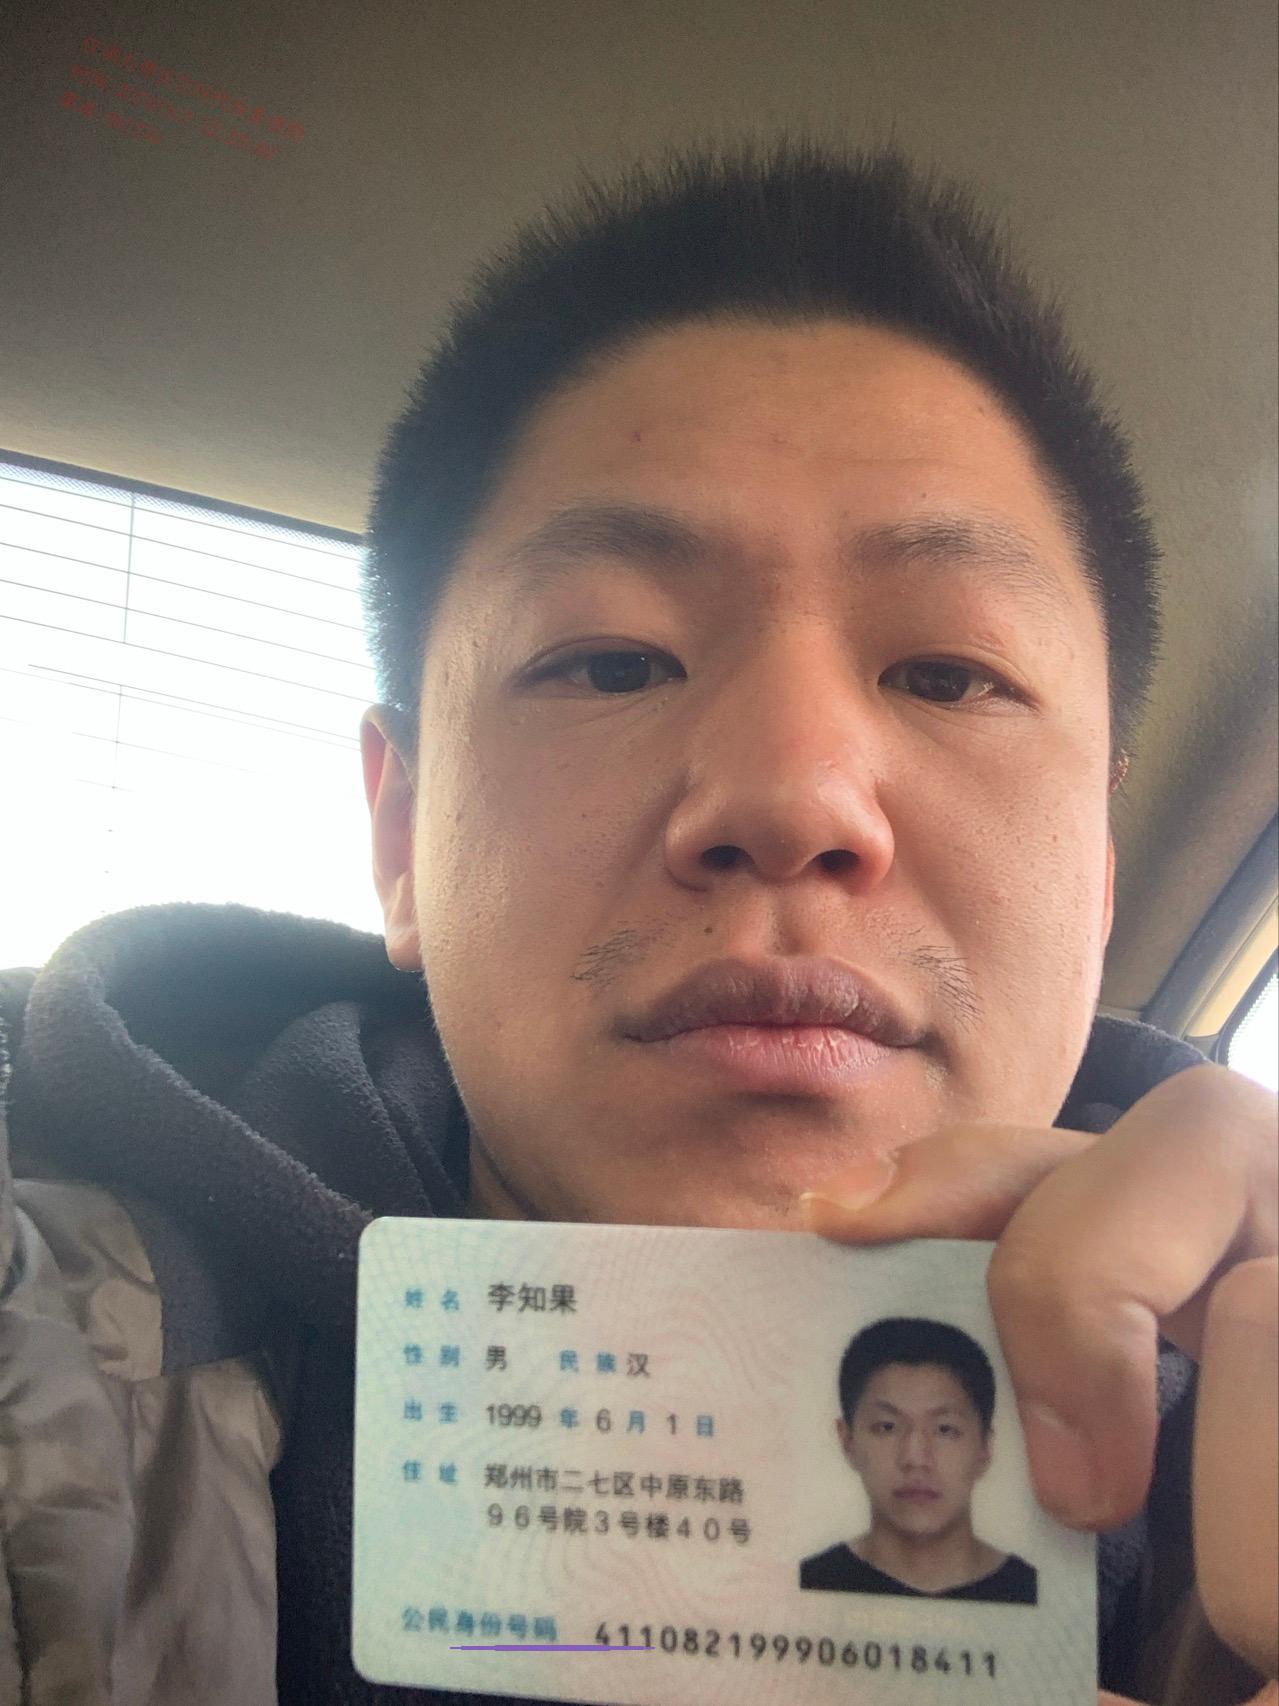 姓名 李知果
性别 男 民族 汉
出生 1999 年 6 月 1 日
住址 郑州市二七区中原东路
96号院3号楼40号
公民身份号码 411082199906018411